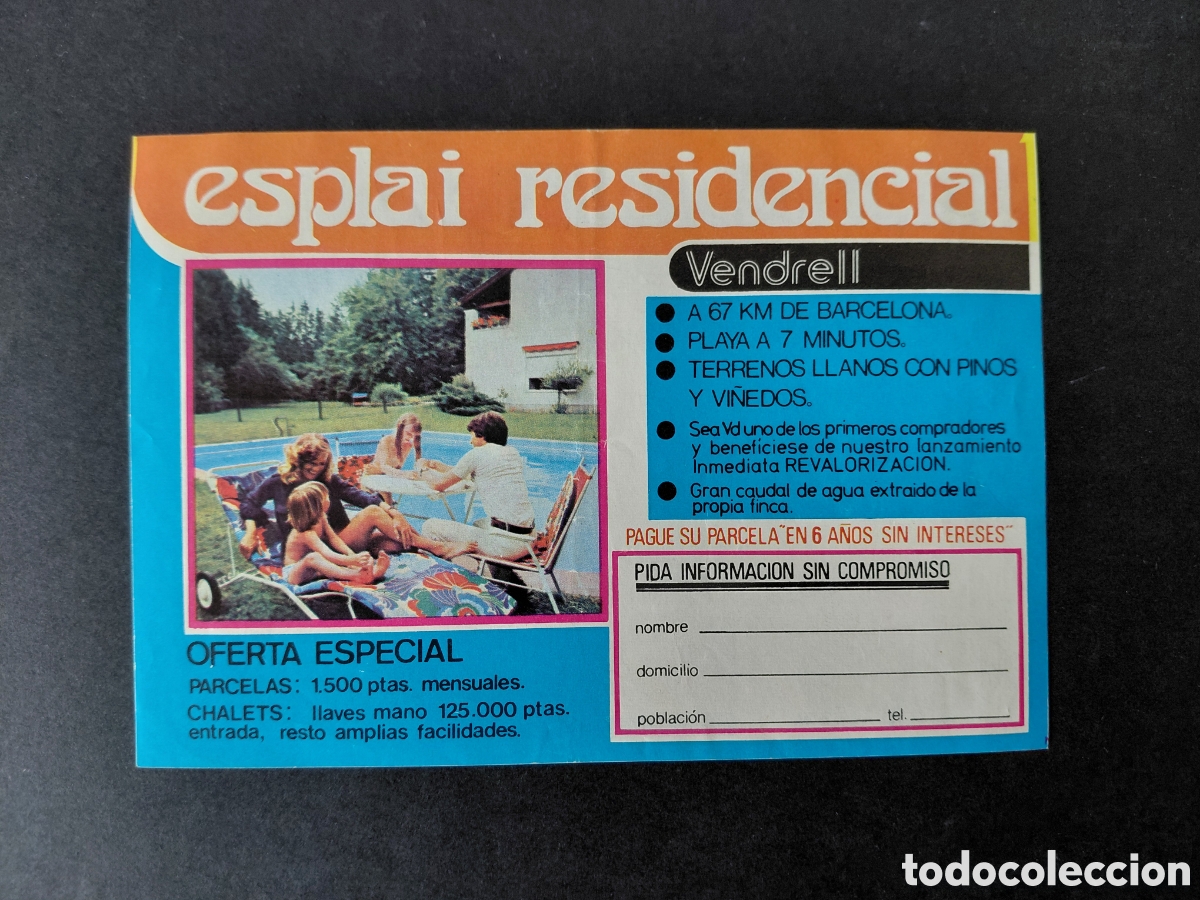 esplai residencial
Vendrell
A 67 KM DE BARCELONA.
PLAYA A 7 MINUTOS.
TERRENOS LLANOS CON PINOS
Y VIÑEDOS.
Sea Vd uno de los primeros compradores
y benefíciese de nuestro lanzamiento
Inmediata REVALORIZACION.
Gran caudal de agua extraido de la
propia finca.
PAGUE SU PARCELA "EN 6 AÑOS SIN INTERESES"
PIDA INFORMACION SIN COMPROMISO
nombre
domicilio
población tel.
OFERTA ESPECIAL
PARCELAS: 1.500 ptas. mensuales.
CHALETS: llaves mano 125.000 ptas.
entrada, resto amplias facilidades.
todocoleccion